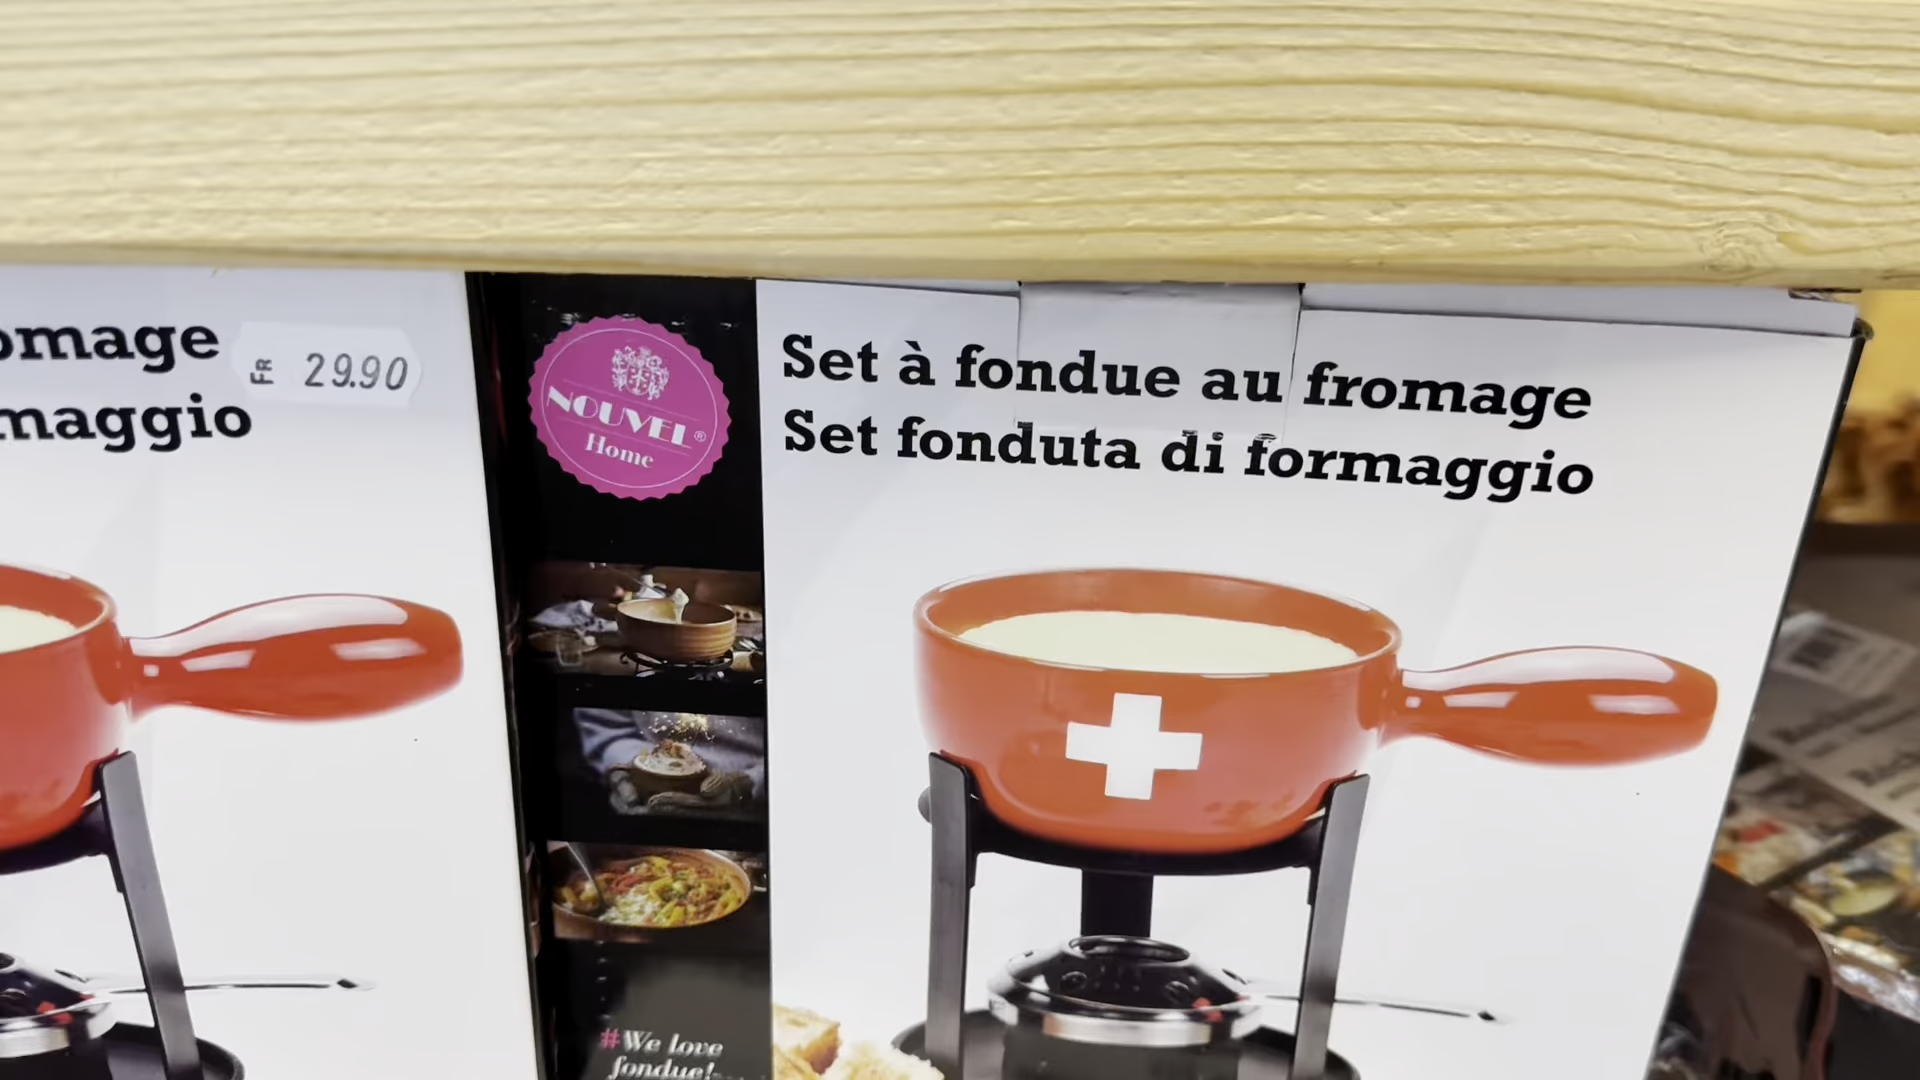 omage
FR 29.90
maggio
NOUVEL®
Home
Set à fondue au fromage
Set fonduta di formaggio
#We love
fondue!